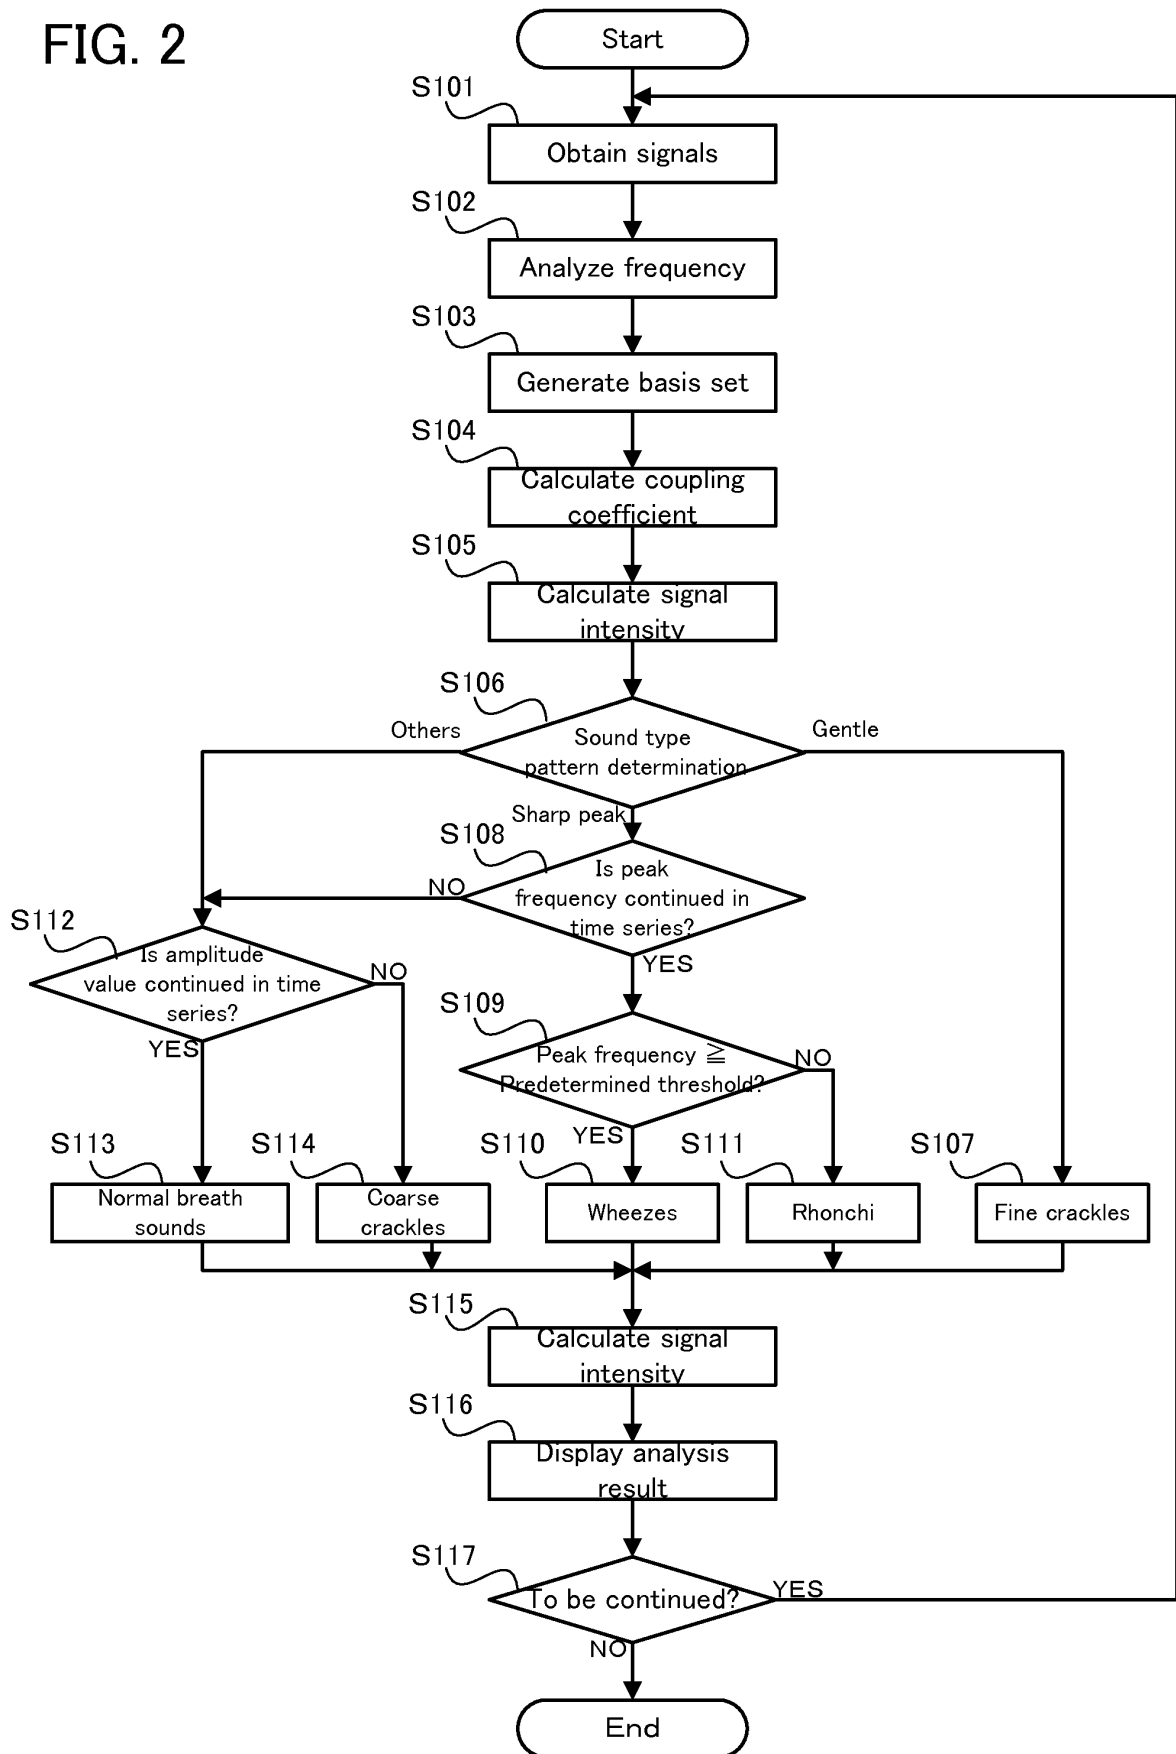 FIG. 2
Start
S101
Obtain signals
S102
Analyze frequency
S103
Generate basis set
S104
Calculate coupling
coefficient
S105
Calculate signal
intensity
S106
Others
Gentle
Sound type
pattern determination
Sharp peak
S108
Is peak
frequency continued in
time series?
NO
YES
S112
Is amplitude
value continued in time
series?
NO
YES
S109
Peak frequency ≧
Predetermined threshold?
NO
YES
S113
Normal breath
sounds
S114
Coarse
crackles
S110
Wheezes
S111
Rhonchi
S107
Fine crackles
S115
Calculate signal
intensity
S116
Display analysis
result
S117
To be continued?
YES
NO
End